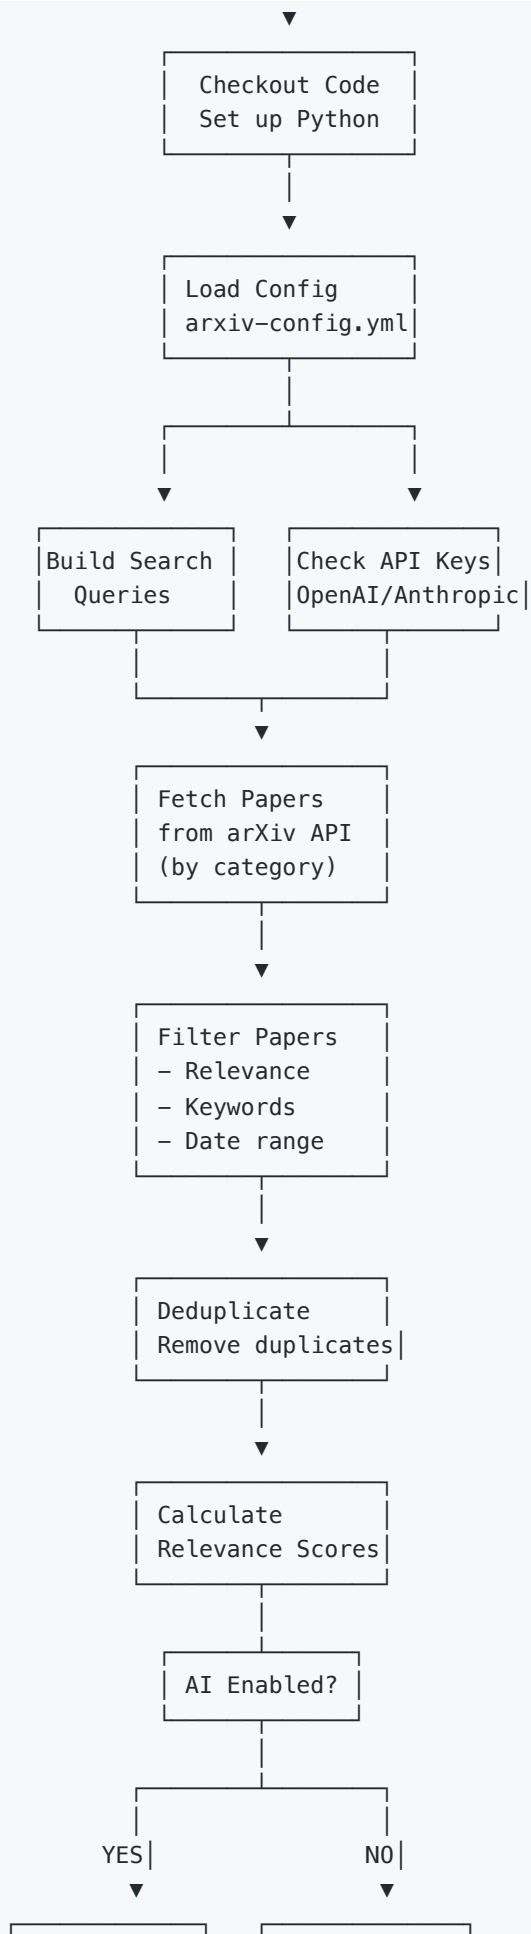 Checkout Code
Set up Python
Load Config
arxiv-config.yml
Build Search
Queries
Check API Keys
OpenAI/Anthropic
Fetch Papers
from arXiv API
(by category)
Filter Papers
- Relevance
- Keywords
- Date range
Deduplicate
Remove duplicates
Calculate
Relevance Scores
AI Enabled?
YES
NO